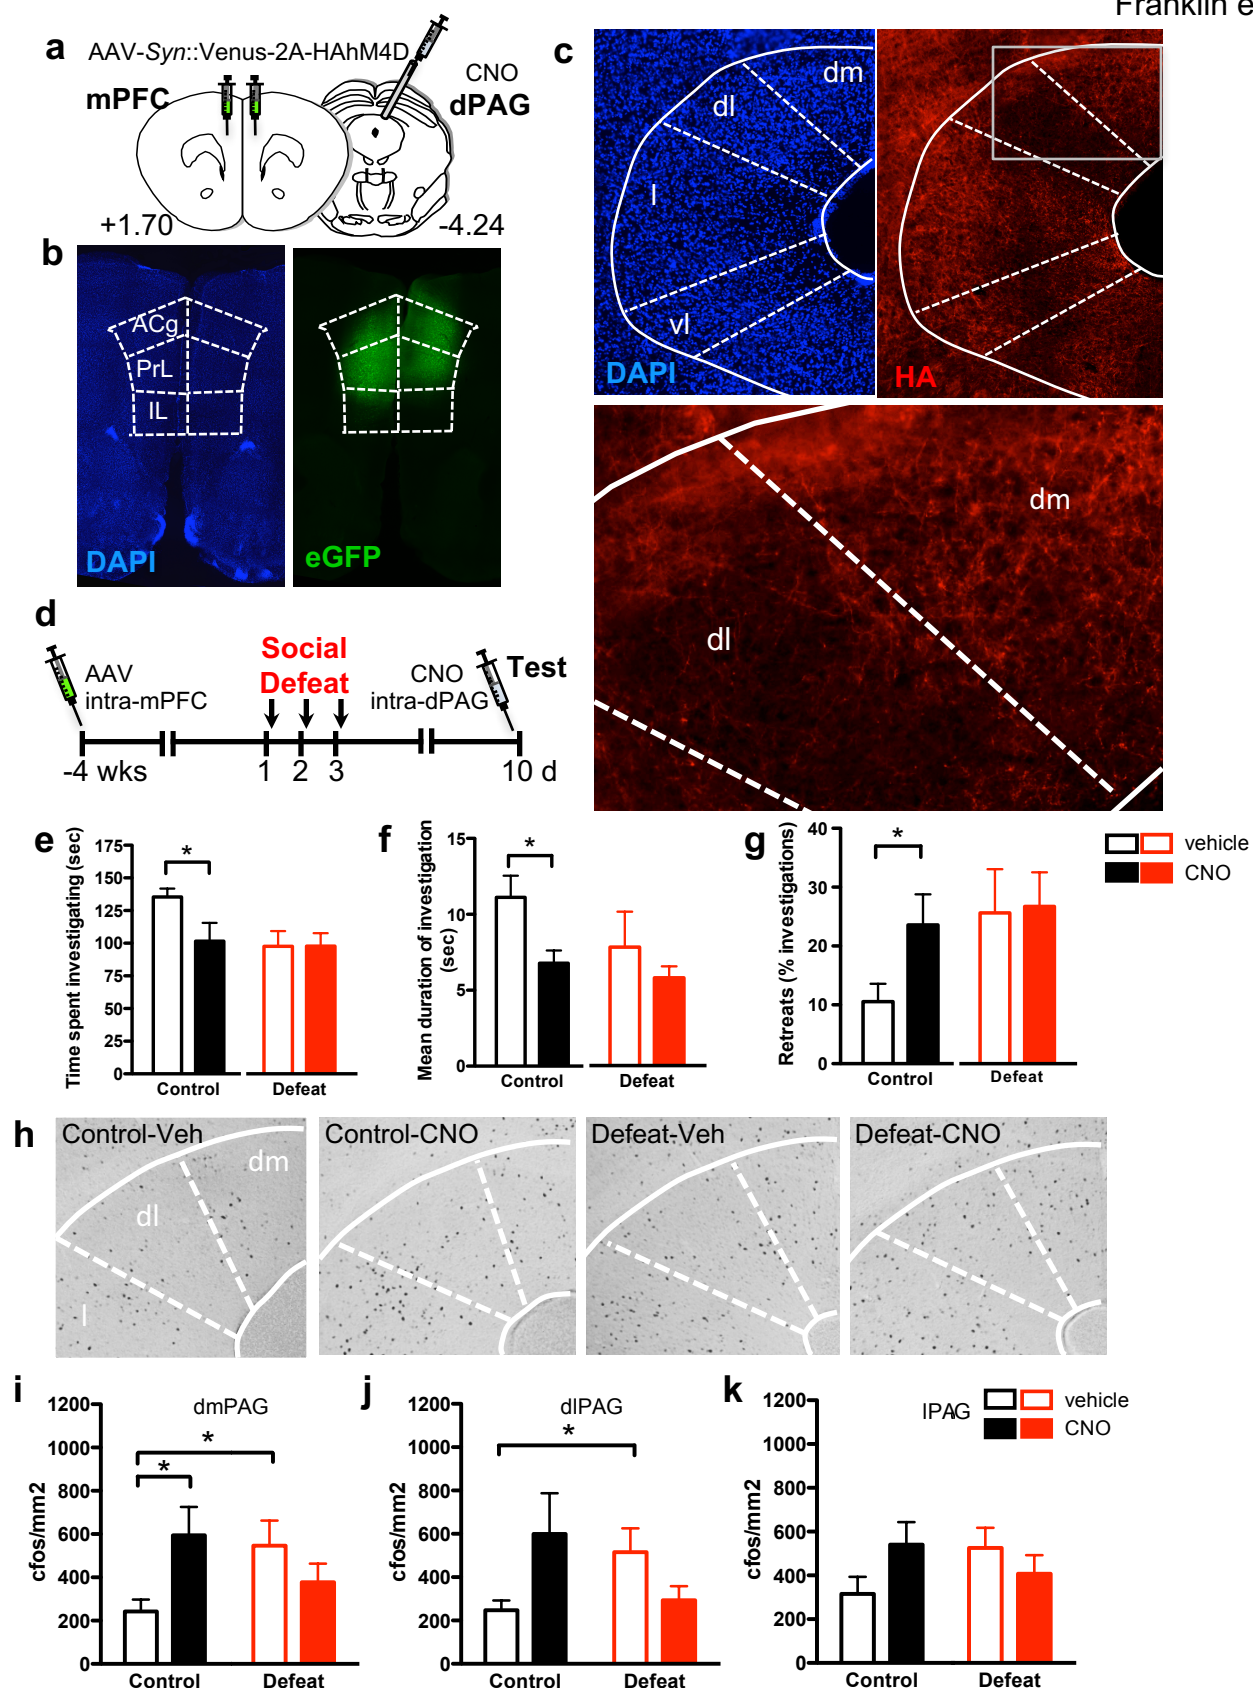 Franklin e
a
AAV-Syn::Venus-2A-HAhM4D
mPFC
CNO
dPAG
+1.70
-4.24
b
ACg
PrL
IL
DAPI
eGFP
c
dm
dl
l
vl
DAPI
HA
dm
dl
d
AAV
intra-mPFC
Social
Defeat
CNO
intra-dPAG
Test
-4 wks
1
2
3
10 d
e
Time spent investigating (sec)
175
150
125
100
75
50
25
0
*
Control
Defeat
f
Mean duration of investigation
(sec)
15
10
5
0
*
Control
Defeat
g
Retreats (% investigations)
40
30
20
10
0
*
Control
Defeat
vehicle
CNO
h
Control-Veh
dm
dl
l
Control-CNO
Defeat-Veh
Defeat-CNO
i
dmPAG
cfos/mm2
1200
1000
800
600
400
200
0
*
*
Control
Defeat
j
dlPAG
cfos/mm2
1200
1000
800
600
400
200
0
*
Control
Defeat
k
lPAG
cfos/mm2
1200
1000
800
600
400
200
0
Control
Defeat
vehicle
CNO